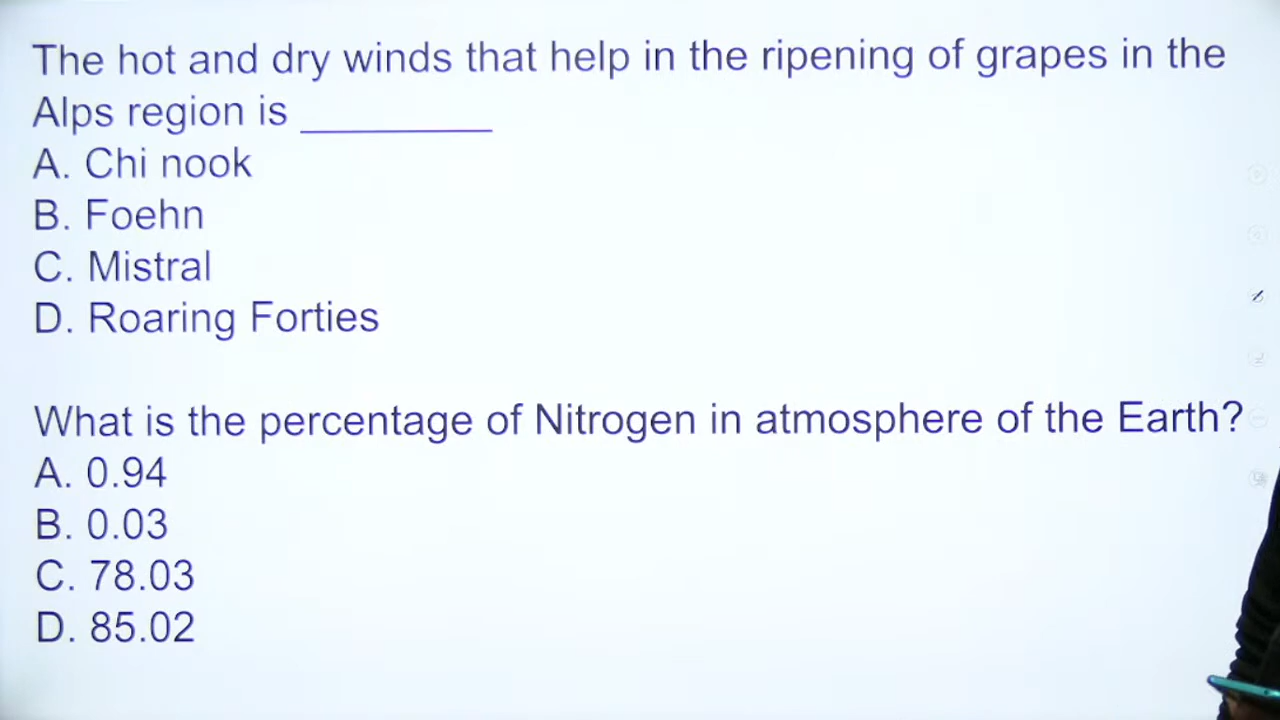 The hot and dry winds that help in the ripening of grapes in the
Alps region is ________
A. Chi nook
B. Foehn
C. Mistral
D. Roaring Forties
What is the percentage of Nitrogen in atmosphere of the Earth?
A. 0.94
B. 0.03
C. 78.03
D. 85.02